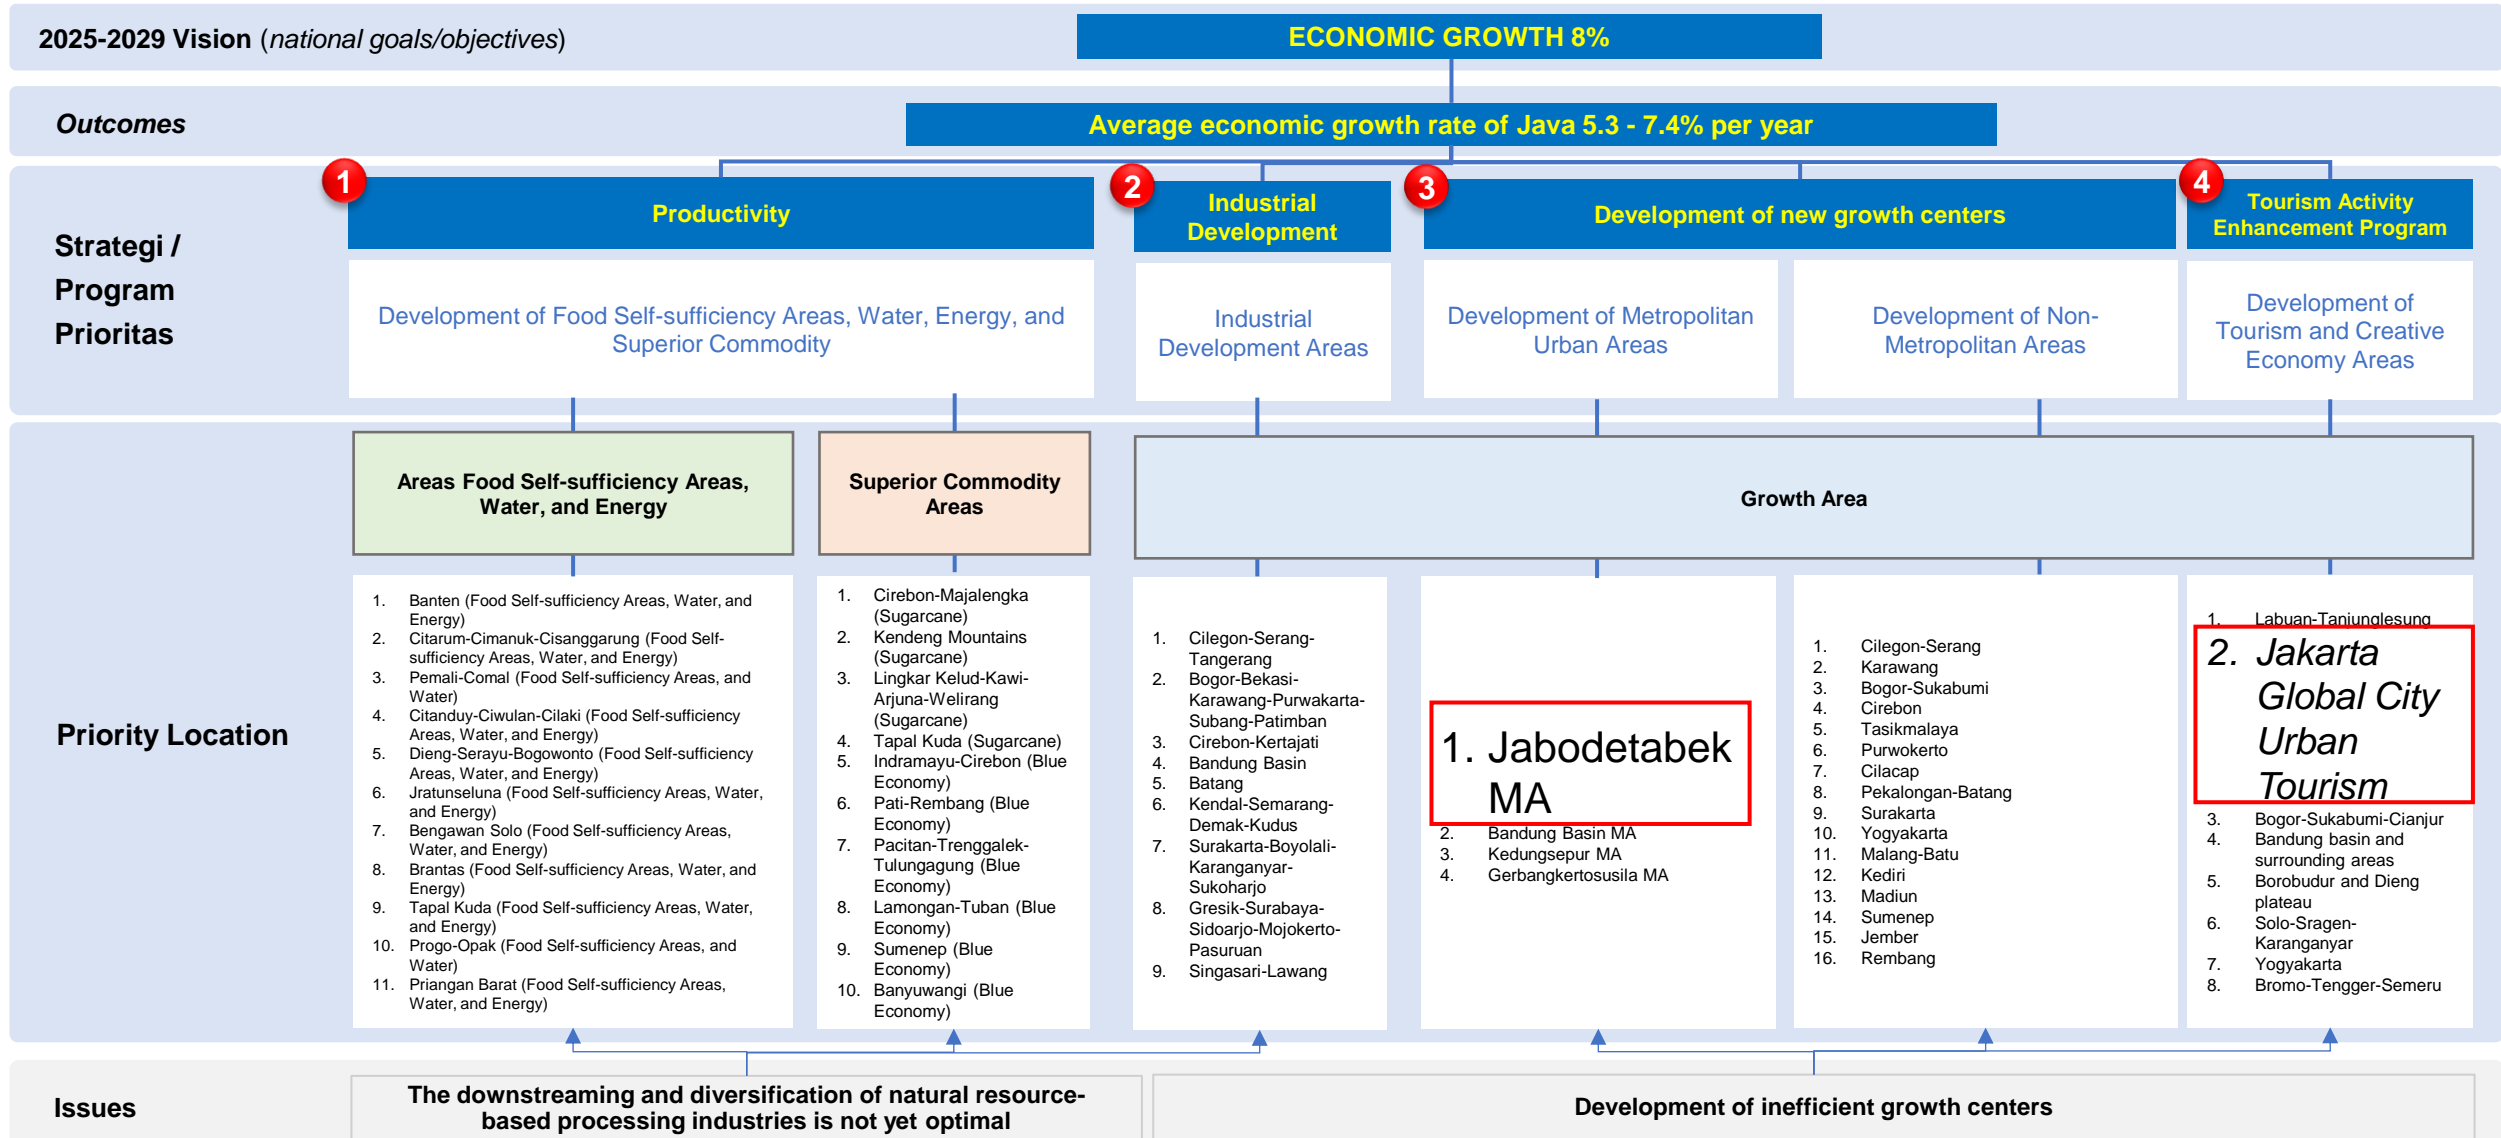 2025-2029 Vision (national goals/objectives)
ECONOMIC GROWTH 8%
Outcomes
Average economic growth rate of Java 5.3 - 7.4% per year
Strategi /
Program
Prioritas
1
Productivity
2
Industrial
Development
3
Development of new growth centers
4
Tourism Activity
Enhancement Program
Development of Food Self-sufficiency Areas, Water, Energy, and
Superior Commodity
Industrial
Development Areas
Development of Metropolitan
Urban Areas
Development of Non-
Metropolitan Areas
Development of
Tourism and Creative
Economy Areas
Priority Location
Areas Food Self-sufficiency Areas,
Water, and Energy
Superior Commodity
Areas
Growth Area
1. Banten (Food Self-sufficiency Areas, Water, and
Energy)
2. Citarum-Cimanuk-Cisanggarung (Food Self-
sufficiency Areas, Water, and Energy)
3. Pemali-Comal (Food Self-sufficiency Areas, and
Water)
4. Citanduy-Ciwulan-Cilaki (Food Self-sufficiency
Areas, Water, and Energy)
5. Dieng-Serayu-Bogowonto (Food Self-sufficiency
Areas, Water, and Energy)
6. Jratunseluna (Food Self-sufficiency Areas, Water,
and Energy)
7. Bengawan Solo (Food Self-sufficiency Areas,
Water, and Energy)
8. Brantas (Food Self-sufficiency Areas, Water, and
Energy)
9. Tapal Kuda (Food Self-sufficiency Areas, Water,
and Energy)
10. Progo-Opak (Food Self-sufficiency Areas, and
Water)
11. Priangan Barat (Food Self-sufficiency Areas,
Water, and Energy)
1. Cirebon-Majalengka
(Sugarcane)
2. Kendeng Mountains
(Sugarcane)
3. Lingkar Kelud-Kawi-
Arjuna-Welirang
(Sugarcane)
4. Tapal Kuda (Sugarcane)
5. Indramayu-Cirebon (Blue
Economy)
6. Pati-Rembang (Blue
Economy)
7. Pacitan-Trenggalek-
Tulungagung (Blue
Economy)
8. Lamongan-Tuban (Blue
Economy)
9. Sumenep (Blue
Economy)
10. Banyuwangi (Blue
Economy)
1. Cilegon-Serang-
Tangerang
2. Bogor-Bekasi-
Karawang-Purwakarta-
Subang-Patimban
3. Cirebon-Kertajati
4. Bandung Basin
5. Batang
6. Kendal-Semarang-
Demak-Kudus
7. Surakarta-Boyolali-
Karanganyar-
Sukoharjo
8. Gresik-Surabaya-
Sidoarjo-Mojokerto-
Pasuruan
9. Singasari-Lawang
1. Jabodetabek
MA
2. Bandung Basin MA
3. Kedungsepur MA
4. Gerbangkertosusila MA
1. Cilegon-Serang
2. Karawang
3. Bogor-Sukabumi
4. Cirebon
5. Tasikmalaya
6. Purwokerto
7. Cilacap
8. Pekalongan-Batang
9. Surakarta
10. Yogyakarta
11. Malang-Batu
12. Kediri
13. Madiun
14. Sumenep
15. Jember
16. Rembang
1. Labuan-Tanjunglesung
2. Jakarta
Global City
Urban
Tourism
3. Bogor-Sukabumi-Cianjur
4. Bandung basin and
surrounding areas
5. Borobudur and Dieng
plateau
6. Solo-Sragen-
Karanganyar
7. Yogyakarta
8. Bromo-Tengger-Semeru
Issues
The downstreaming and diversification of natural resource-
based processing industries is not yet optimal
Development of inefficient growth centers